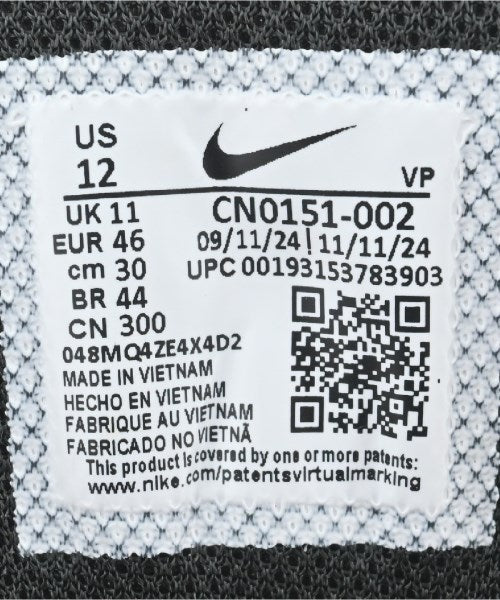 US
12
VP
UK 11
CN0151-002
EUR 46
09/11/24 | 11/11/24
cm 30
UPC 00193153783903
BR 44
CN 300
048MQ4ZE4X4D2
MADE IN VIETNAM
HECHO EN VIETNAM
FABRIQUE AU VIETNAM
FABRICADO NO VIETNÃ
This product is covered by one or more patents:
www.nike.com/patentsvirtualmarking